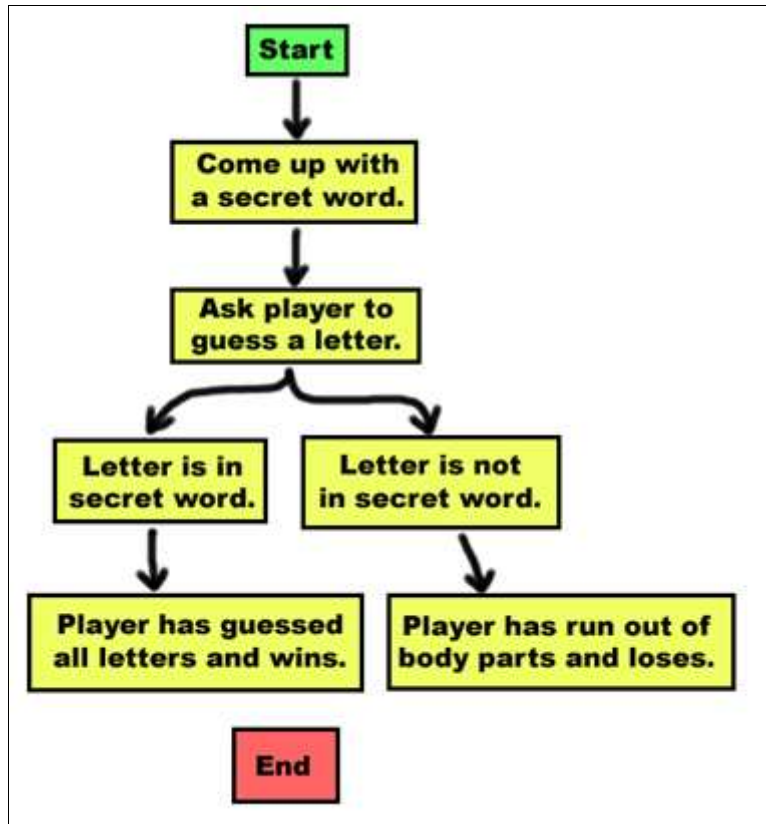 Start
Come up with
a secret word.
Ask player to
guess a letter.
Letter is in
secret word.
Letter is not
in secret word.
Player has guessed
all letters and wins.
Player has run out of
body parts and loses.
End